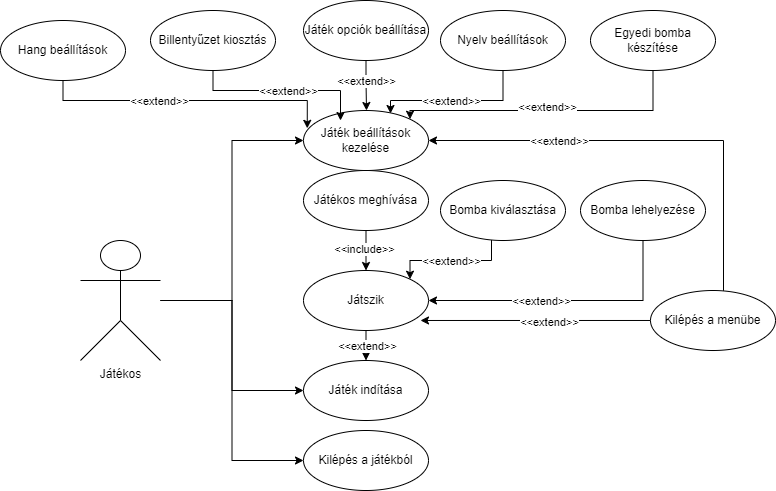 Hang beállítások
Billentyűzet kiosztás
Játék opciók beállítása
Nyelv beállítások
Egyedi bomba
készítése
<<extend>>
<<extend>>
<<extend>>
<<extend>>
<<extend>>
Játék beállítások
kezelése
<<extend>>
Játékos meghívása
Bomba kiválasztása
Bomba lehelyezése
<<include>>
<<extend>>
Játszik
<<extend>>
<<extend>>
Kilépés a menübe
<<extend>>
Játékos
Játék indítása
Kilépés a játékból